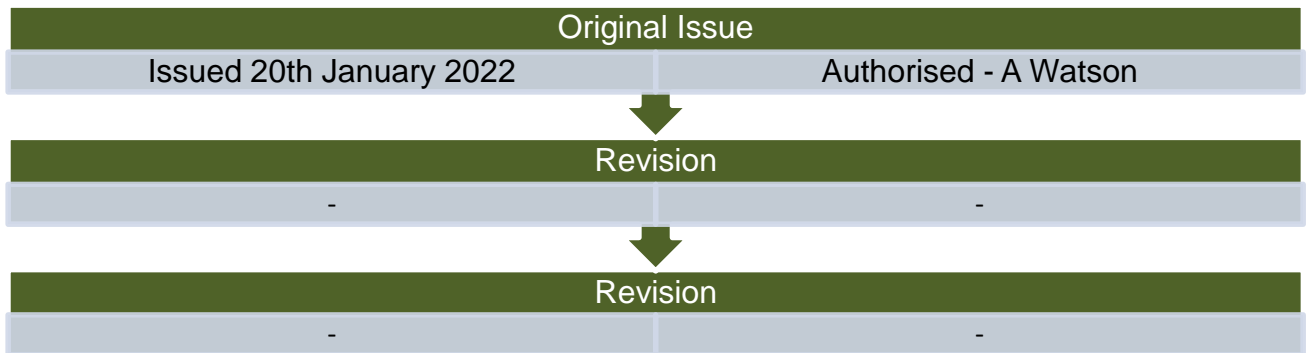 Original Issue
Issued 20th January 2022 Authorised - A Watson
Revision
- -
Revision
- -